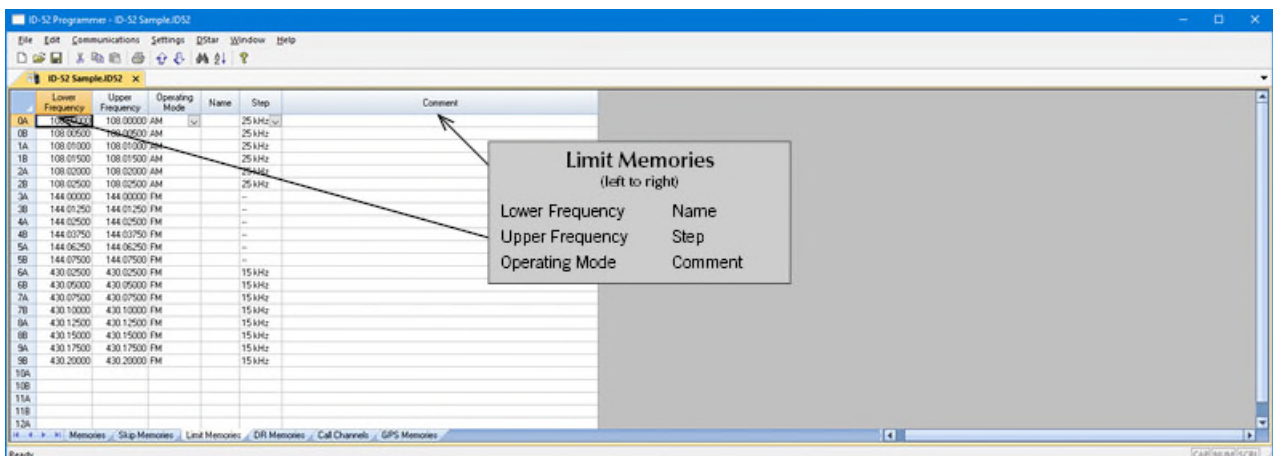 ID-52 Programmer - ID-52 Sample.ID52
File Edit Communications Settings DStar Window Help
ID-52 Sample.ID52 ×
Lower Frequency Upper Frequency Operating Mode Name Step Comment
0A 108.00000 AM 25 kHz
0B 108.00500 108.00500 AM 25 kHz
1A 108.01000 108.01000 AM 25 kHz
1B 108.01500 108.01500 AM 25 kHz
2A 108.02000 108.02000 AM 25 kHz
2B 108.02500 108.02500 AM 25 kHz
3A 144.00000 144.00000 FM --
3B 144.01250 144.01250 FM --
4A 144.02500 144.02500 FM --
4B 144.03750 144.03750 FM --
5A 144.06250 144.06250 FM --
5B 144.07500 144.07500 FM --
6A 430.02500 430.02500 FM 15 kHz
6B 430.05000 430.05000 FM 15 kHz
7A 430.07500 430.07500 FM 15 kHz
7B 430.10000 430.10000 FM 15 kHz
8A 430.12500 430.12500 FM 15 kHz
8B 430.15000 430.15000 FM 15 kHz
9A 430.17500 430.17500 FM 15 kHz
9B 430.20000 430.20000 FM 15 kHz
10A
10B
11A
11B
12A
Limit Memories
(left to right)
Lower Frequency Name
Upper Frequency Step
Operating Mode Comment
Memories Skip Memories Limit Memories DR Memories Call Channels GPS Memories
Ready CAP NUM SCRL